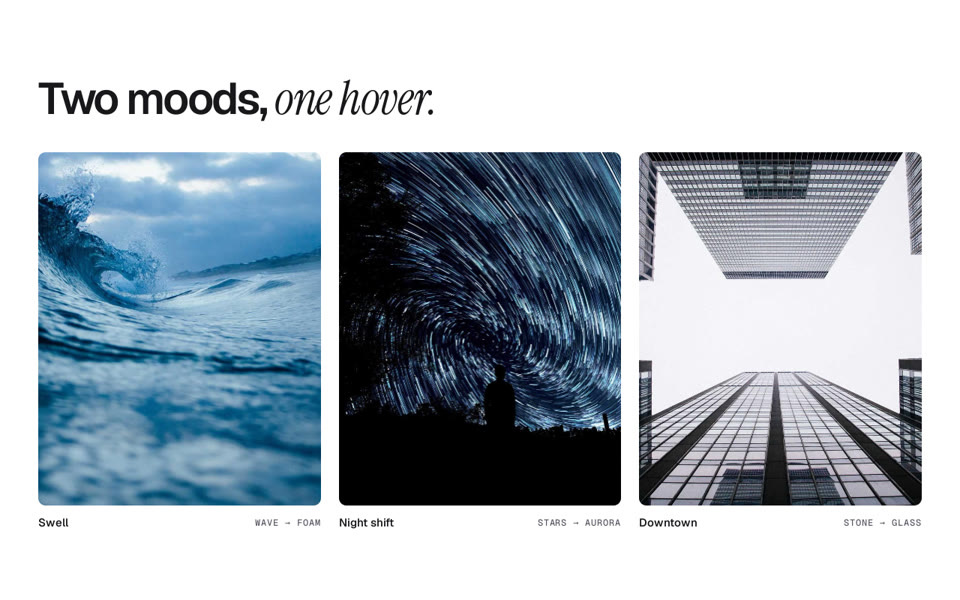 Two moods, one hover.
Swell
WAVE → FOAM
Night shift
STARS → AURORA
Downtown
STONE → GLASS